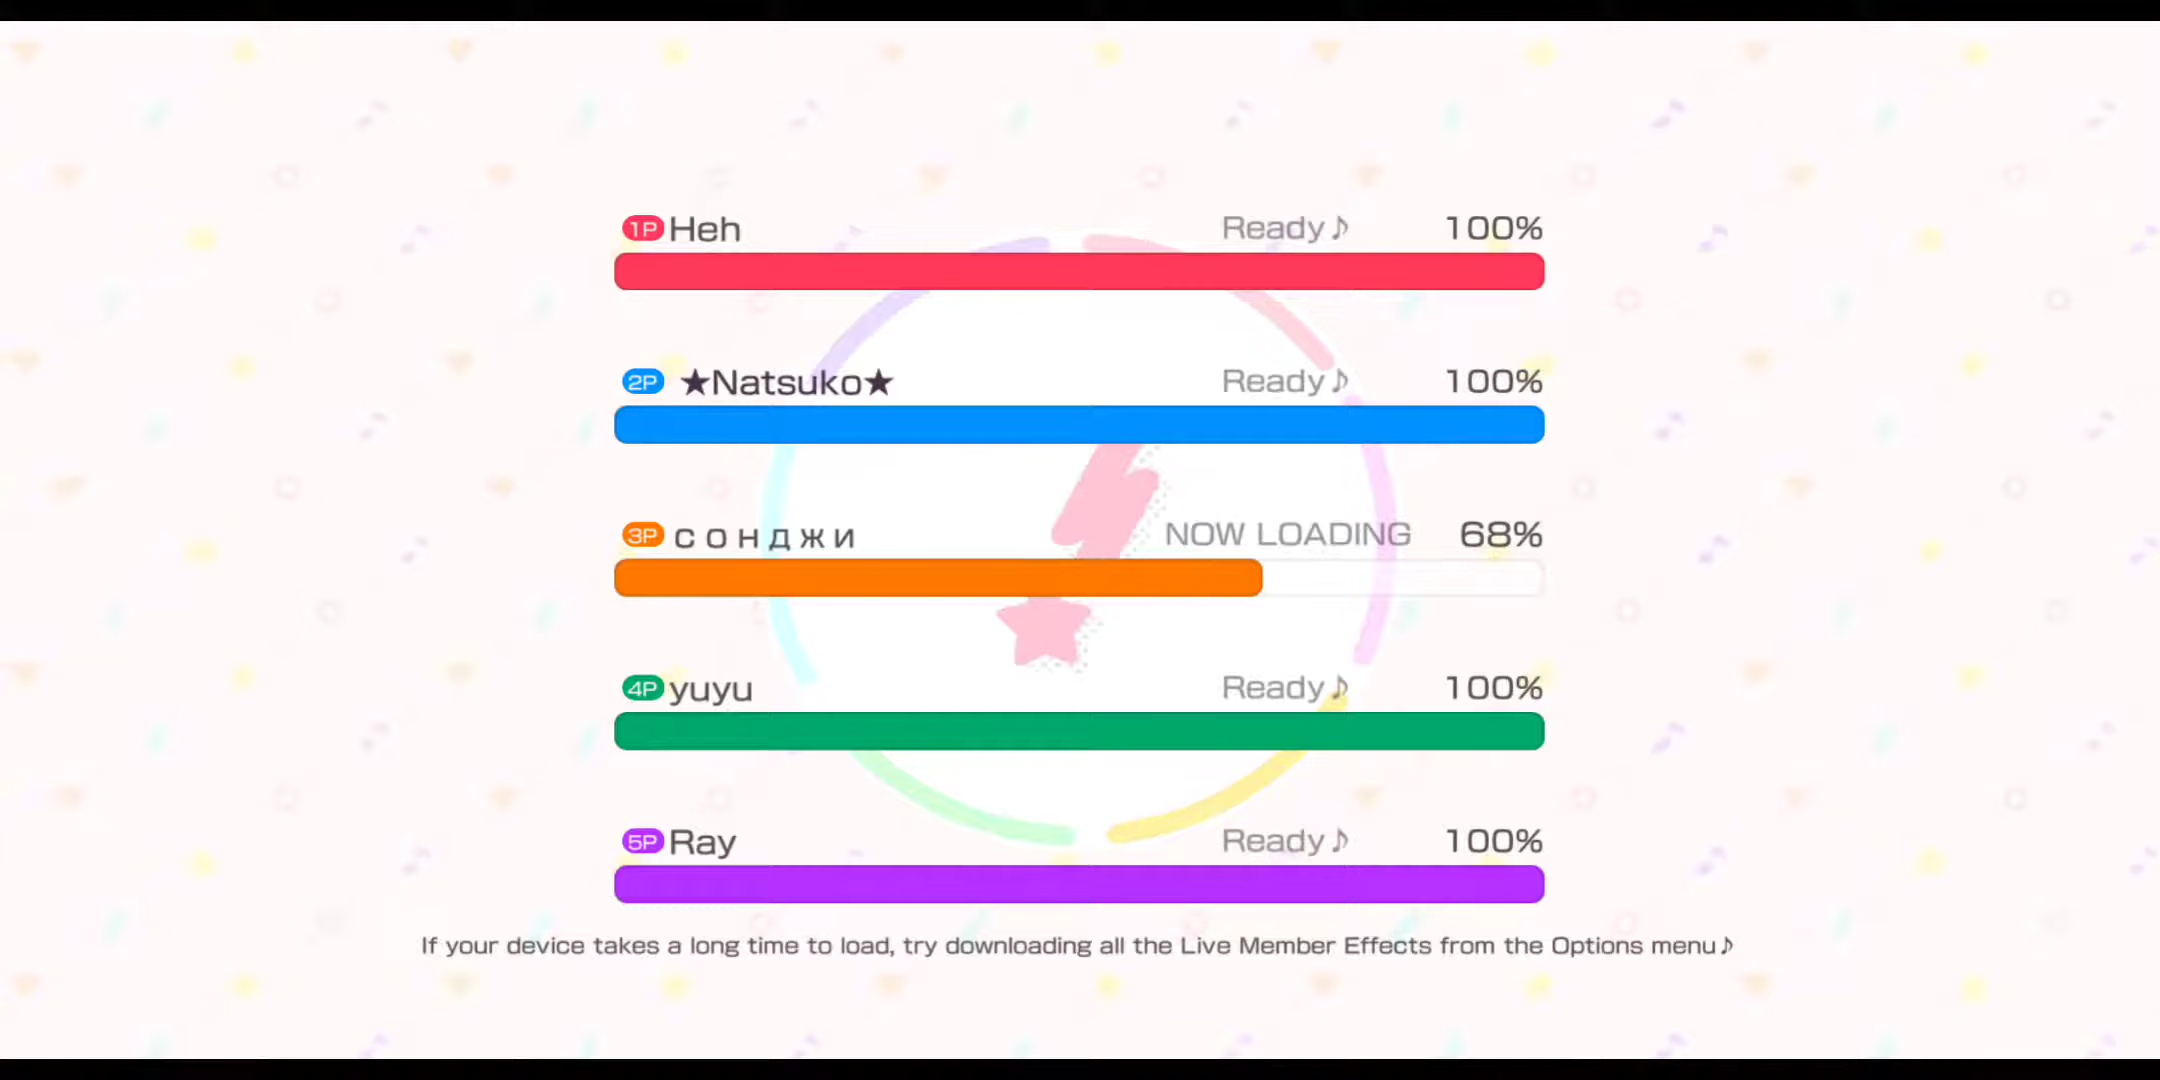 1P Heh Ready♪ 100%
2P ★Natsuko★ Ready♪ 100%
3P с о н д ж и NOW LOADING 68%
4P yuyu Ready♪ 100%
5P Ray Ready♪ 100%
If your device takes a long time to load, try downloading all the Live Member Effects from the Options menu♪